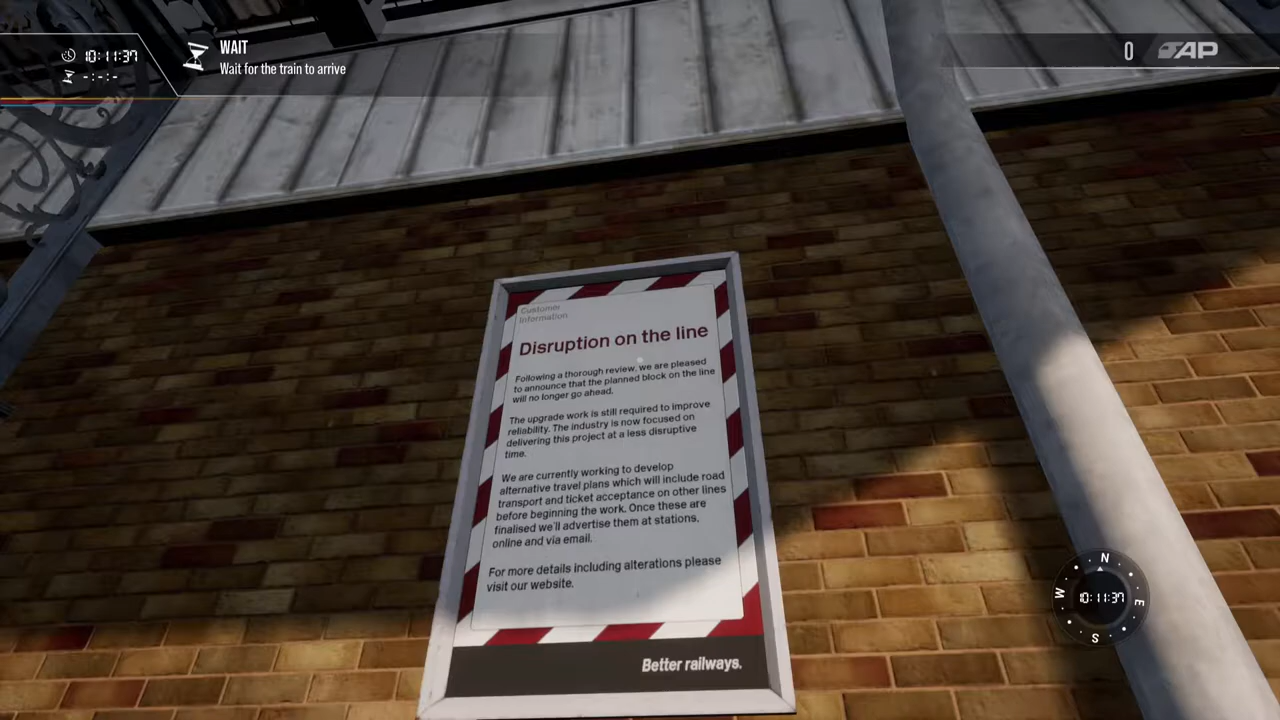 10:11:37
-:-:-
WAIT
Wait for the train to arrive
0 AP
Customer
Information
Disruption on the line
Following a thorough review, we are pleased
to announce that the planned block on the line
will no longer go ahead.
The upgrade work is still required to improve
reliability. The industry is now focused on
delivering this project at a less disruptive
time.
We are currently working to develop
alternative travel plans which will include road
transport and ticket acceptance on other lines
before beginning the work. Once these are
finalised we'll advertise them at stations,
online and via email.
For more details including alterations please
visit our website.
Better railways.
N
W
10:11:37
E
S